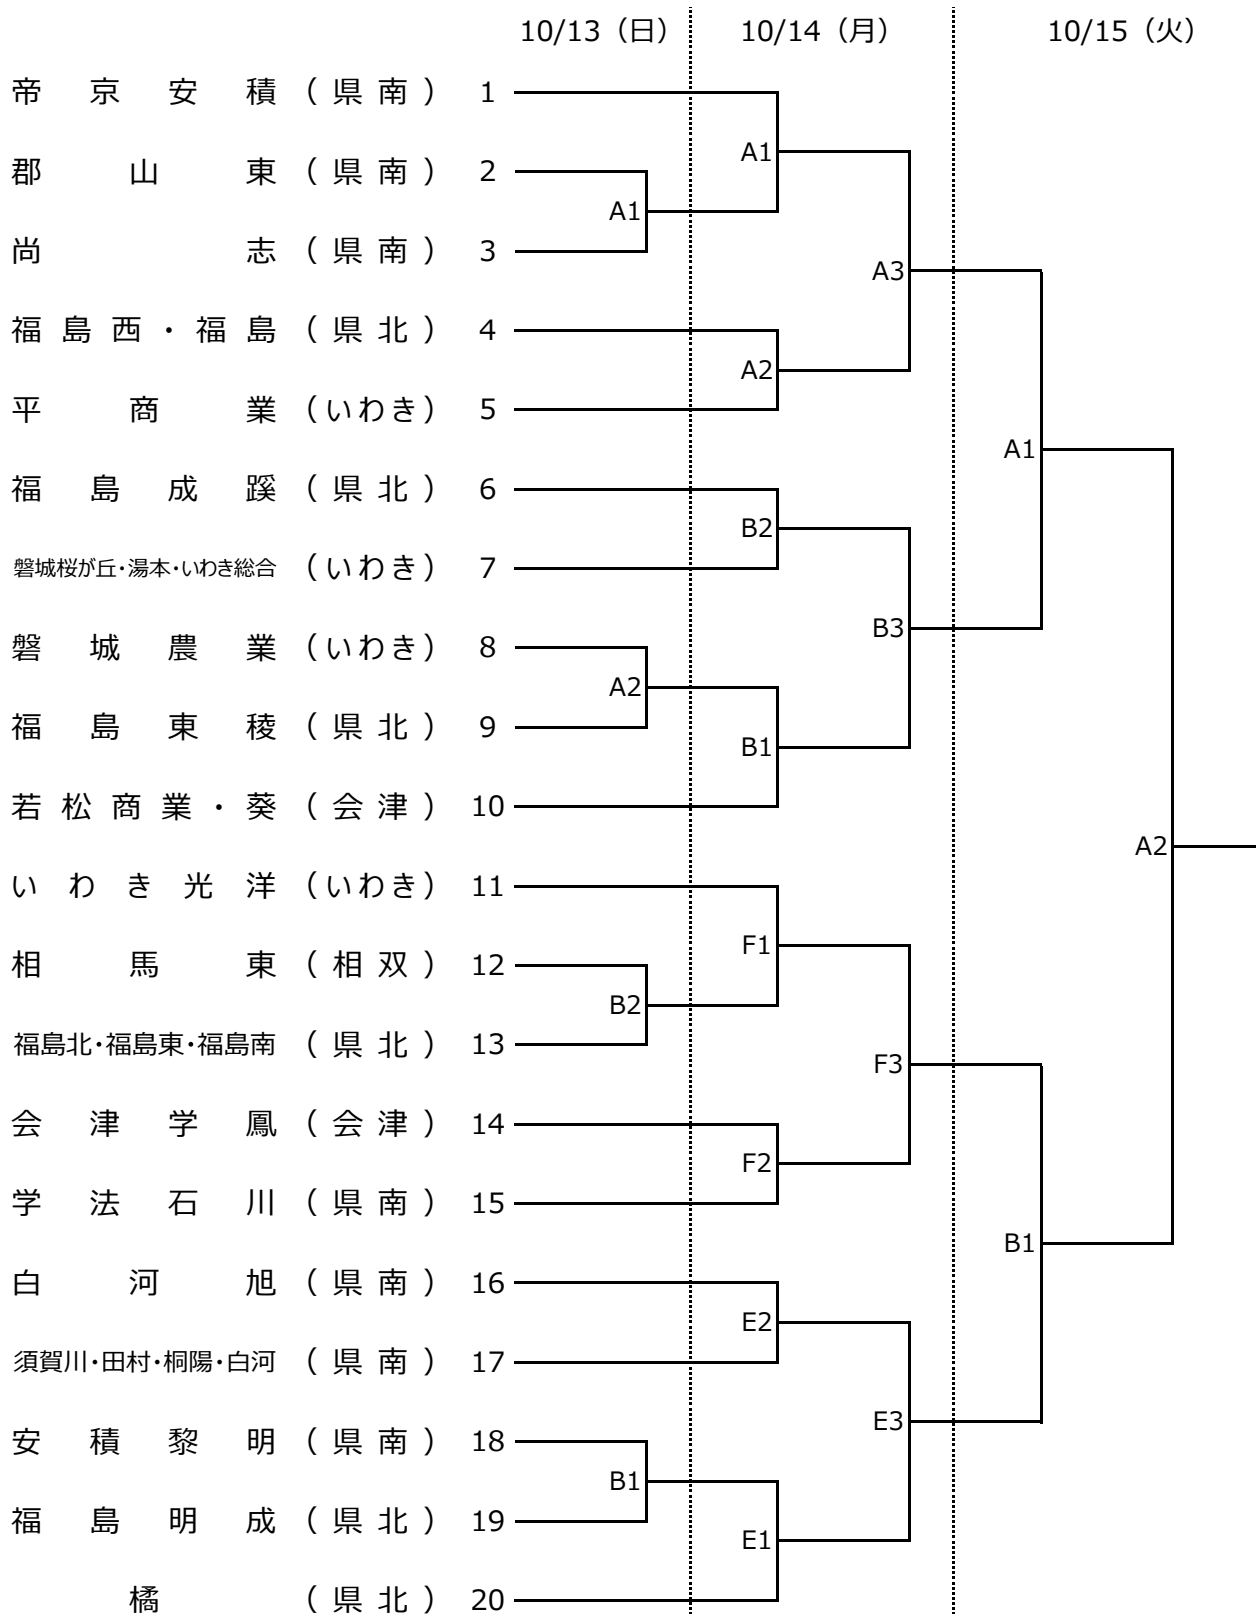 10/13（日） 10/14（月） 10/15（火）
帝京安積（県南） 1
A1
郡山東（県南） 2
A1
尚志（県南） 3
A3
福島西・福島（県北） 4
A2
平商業（いわき） 5
A1
福島成蹊（県北） 6
B2
磐城桜が丘・湯本・いわき総合（いわき） 7
B3
磐城農業（いわき） 8
A2
福島東稜（県北） 9
B1
若松商業・葵（会津） 10
A2
いわき光洋（いわき） 11
F1
相馬東（相双） 12
B2
福島北・福島東・福島南（県北） 13
F3
会津学鳳（会津） 14
F2
学法石川（県南） 15
B1
白河旭（県南） 16
E2
須賀川・田村・桐陽・白河（県南） 17
E3
安積黎明（県南） 18
B1
福島明成（県北） 19
E1
橘（県北） 20